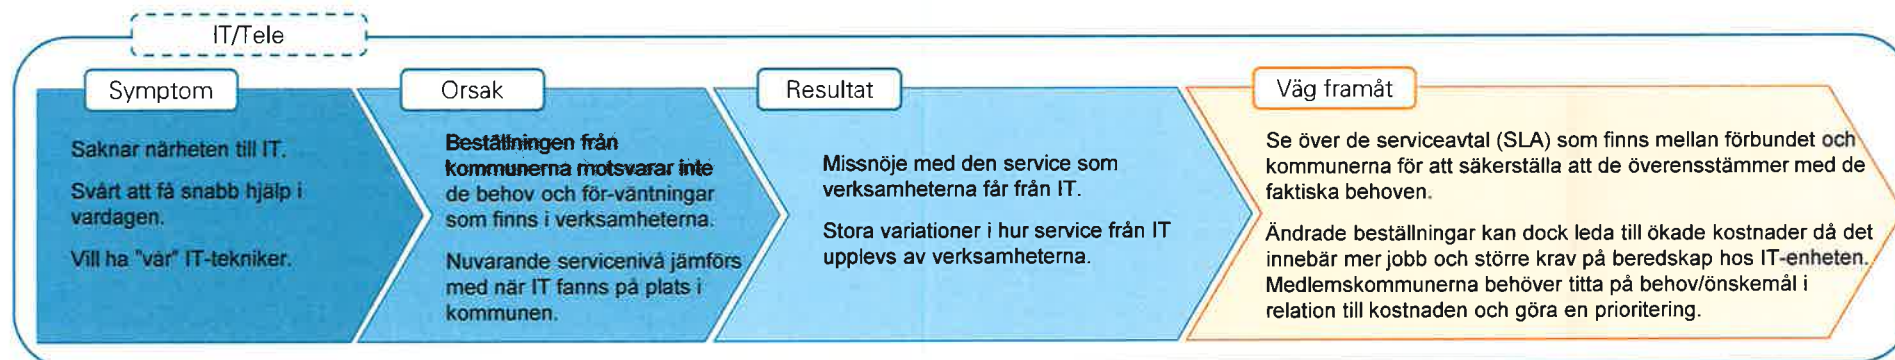 IT/Tele
Symptom
Saknar närheten till IT.
Svårt att få snabb hjälp i
vardagen.
Vill ha "vår" IT-tekniker.
Orsak
Beställningen från
kommunerna motsvarar inte
de behov och för-väntningar
som finns i verksamheterna.
Nuvarande servicenivå jämförs
med när IT fanns på plats i
kommunen.
Resultat
Missnöje med den service som
verksamheterna får från IT.
Stora variationer i hur service från IT
upplevs av verksamheterna.
Väg framåt
Se över de serviceavtal (SLA) som finns mellan förbundet och
kommunerna för att säkerställa att de överensstämmer med de
faktiska behoven.
Ändrade beställningar kan dock leda till ökade kostnader då det
innebär mer jobb och större krav på beredskap hos IT-enheten.
Medlemskommunerna behöver titta på behov/önskemål i
relation till kostnaden och göra en prioritering.